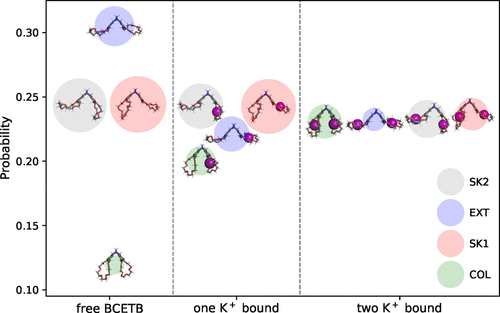 0.30
0.25
0.20
0.15
0.10
Probability
SK2
EXT
SK1
COL
free BCETB
one K⁺ bound
two K⁺ bound